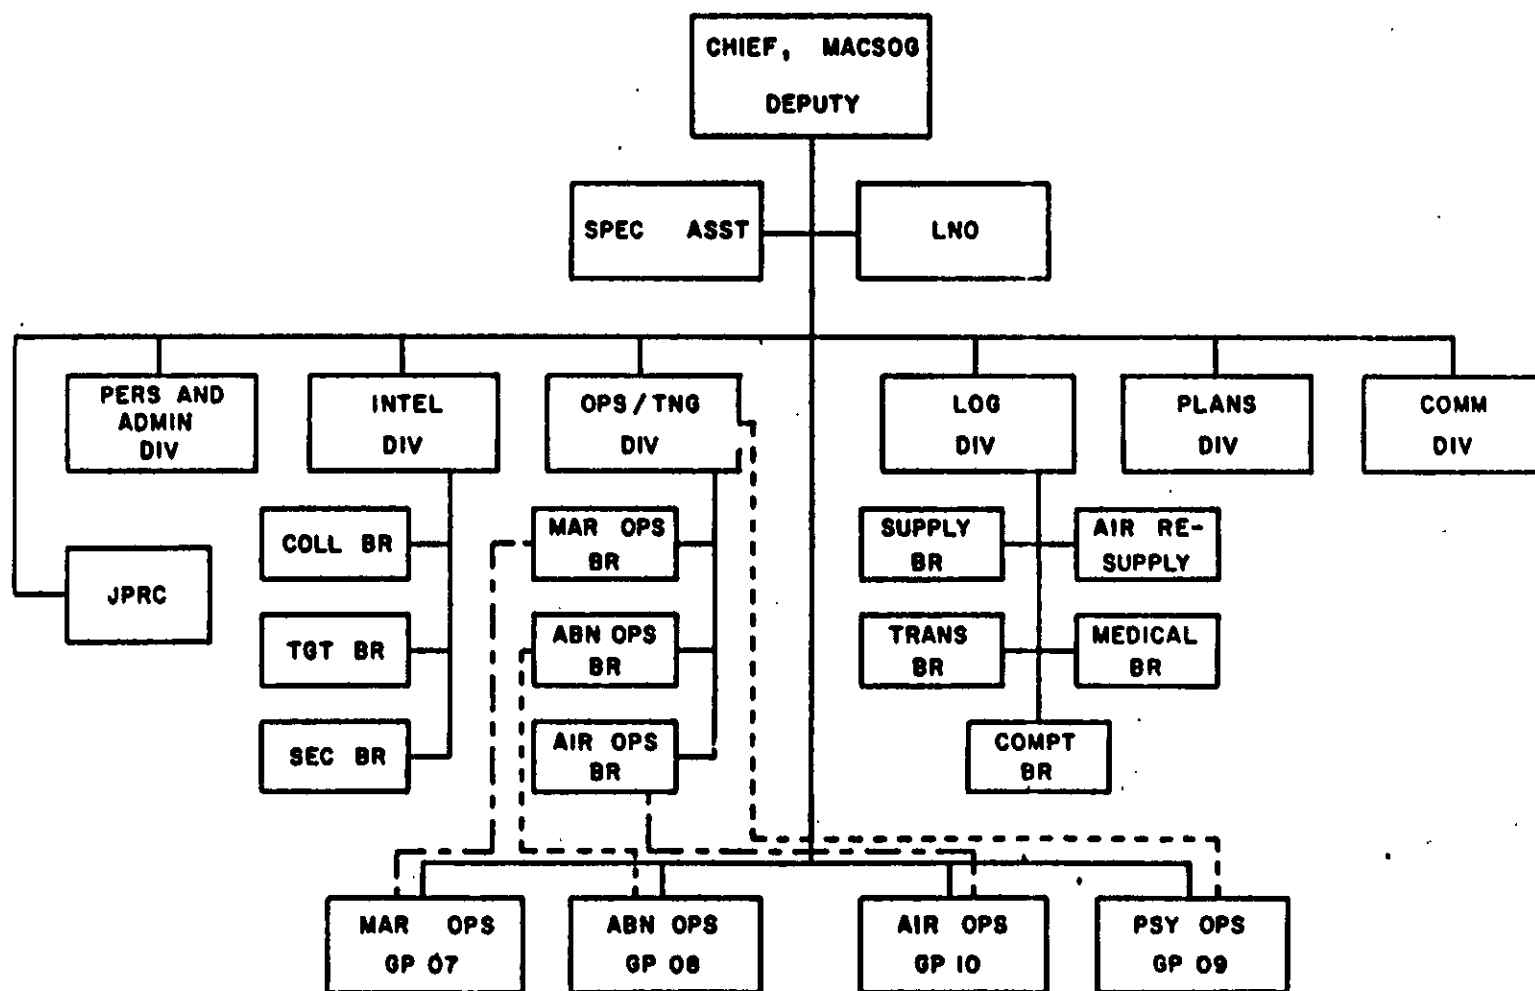 CHIEF, MACSOG
DEPUTY
SPEC ASST
LNO
PERS AND
ADMIN
DIV
INTEL
DIV
OPS/TNG
DIV
LOG
DIV
PLANS
DIV
COMM
DIV
COLL BR
MAR OPS
BR
SUPPLY
BR
AIR RE-
SUPPLY
JPRC
TGT BR
ABN OPS
BR
TRANS
BR
MEDICAL
BR
SEC BR
AIR OPS
BR
COMPT
BR
MAR OPS
GP 07
ABN OPS
GP 08
AIR OPS
GP 10
PSY OPS
GP 09